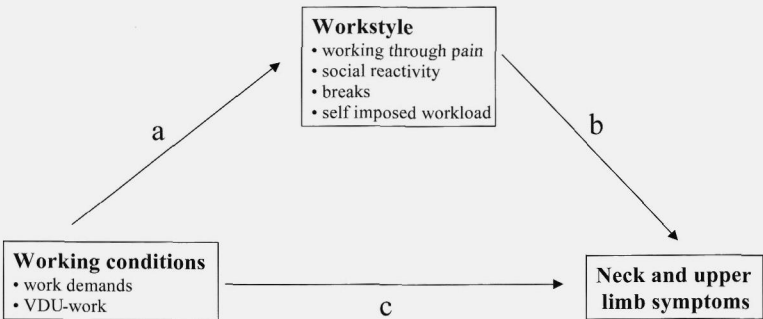 Workstyle
• working through pain
• social reactivity
• breaks
• self imposed workload
a
b
Working conditions
• work demands
• VDU-work
c
Neck and upper
limb symptoms